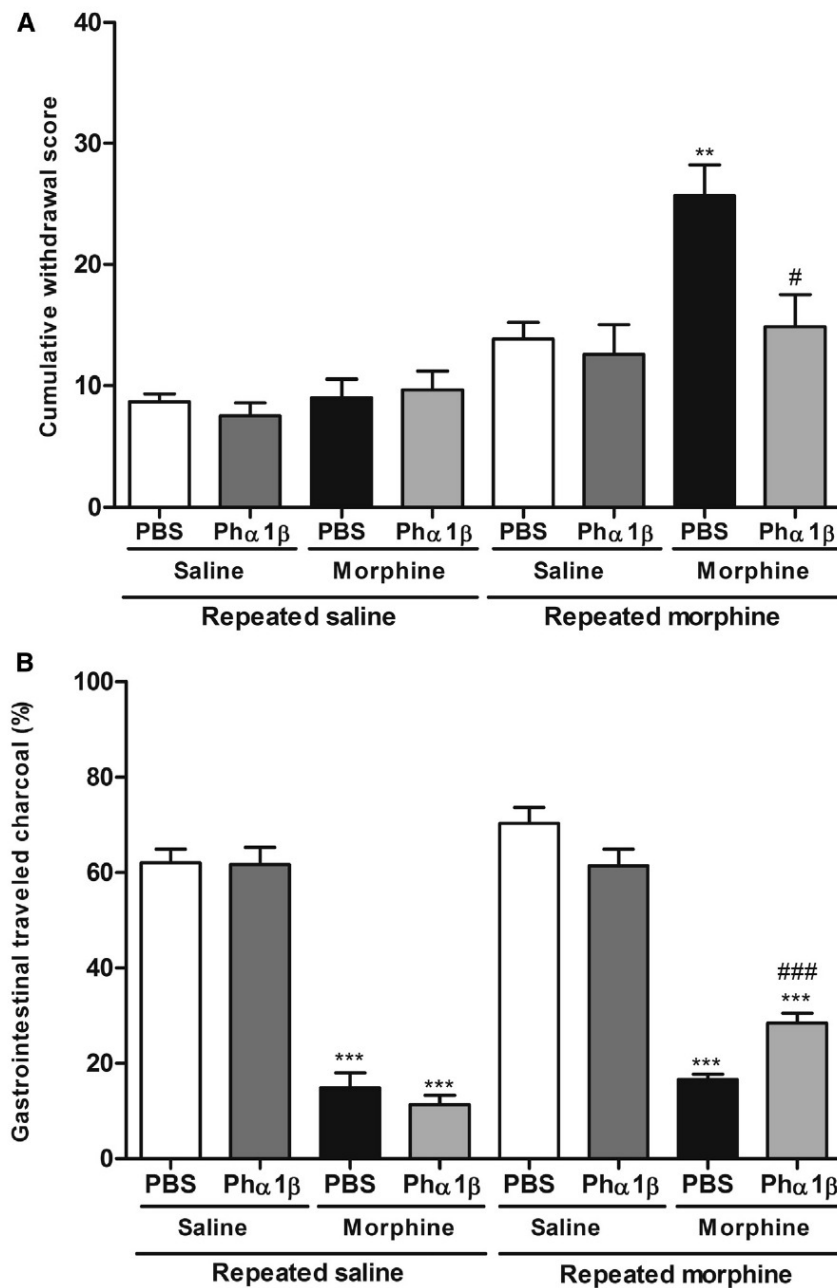 A
Cumulative withdrawal score
40
30
20
10
0
**
#
PBS Phα1β PBS Phα1β PBS Phα1β PBS Phα1β
Saline Morphine Saline Morphine
Repeated saline Repeated morphine
B
Gastrointestinal traveled charcoal (%)
100
80
60
40
20
0
*** *** *** ###
***
PBS Phα1β PBS Phα1β PBS Phα1β PBS Phα1β
Saline Morphine Saline Morphine
Repeated saline Repeated morphine